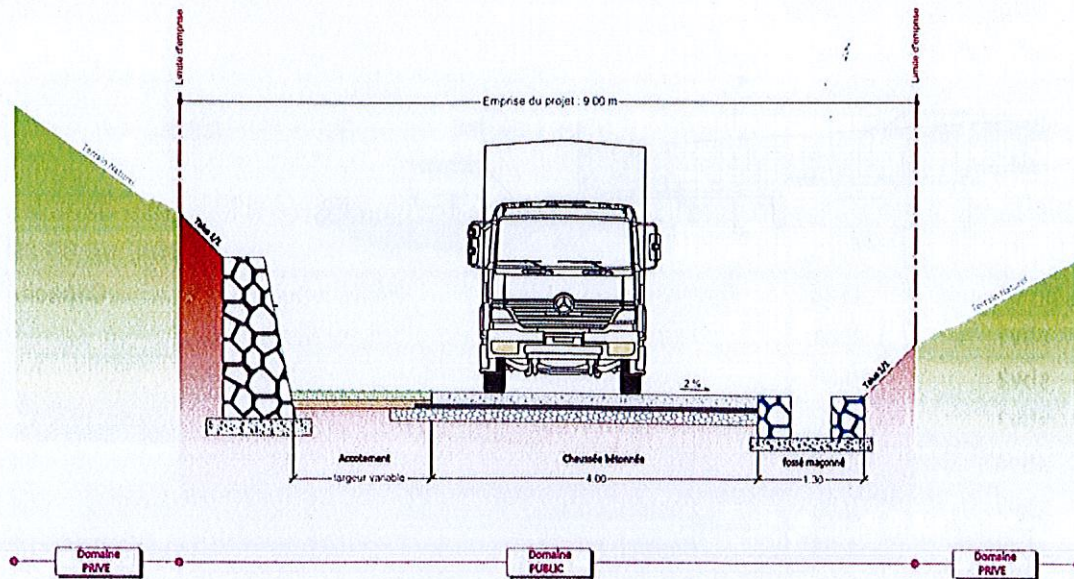 Limite d'emprise
Limite d'emprise
Emprise du projet : 9.00 m
Terrain Naturel
Talus 1/1
Terrain Naturel
2 %
Talus 1/1
Accotement
largeur variable
Chaussée bétonnée
4.00
fossé maçonné
1.30
Domaine
PRIVE
Domaine
PUBLIC
Domaine
PRIVE